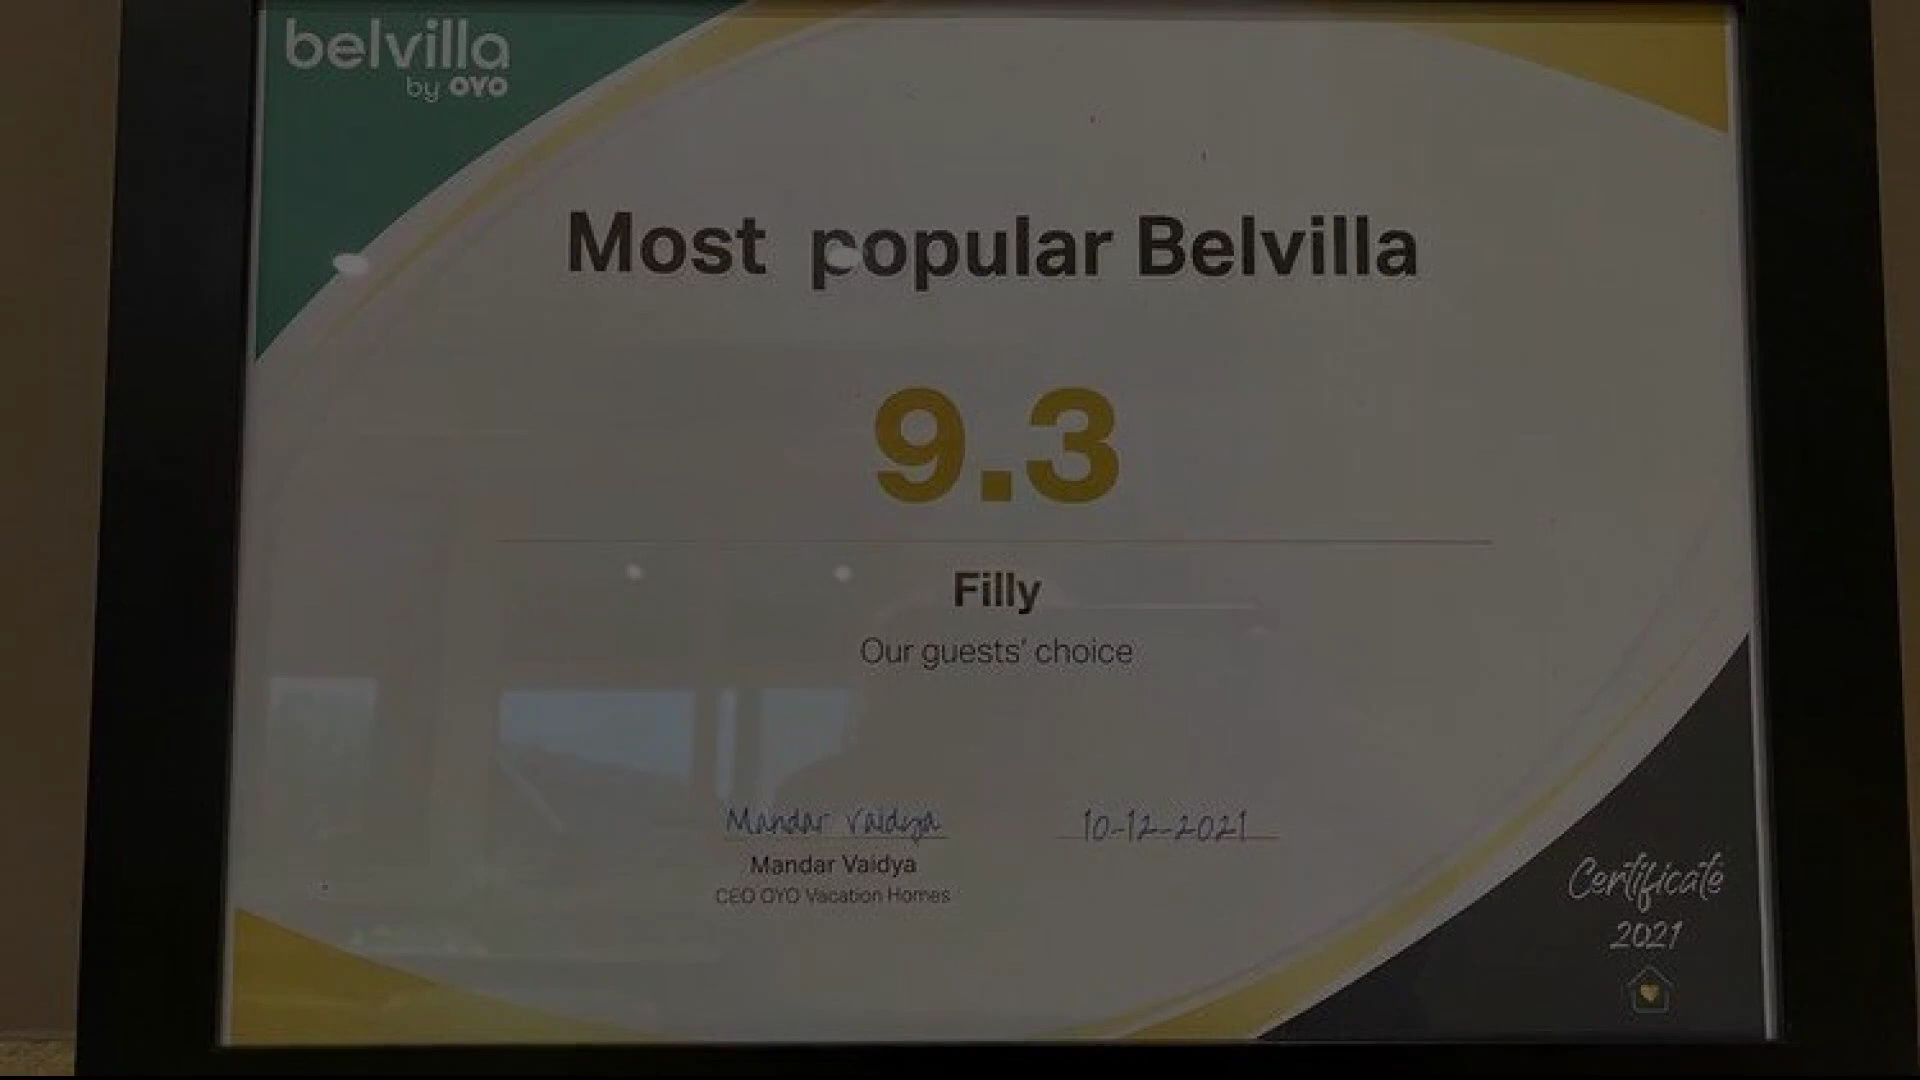 belvilla
by OYO
Most popular Belvilla
9.3
Filly
Our guests' choice
Mandar Vaidya
10-12-2021
Mandar Vaidya
CEO OYO Vacation Homes
Certificate
2021